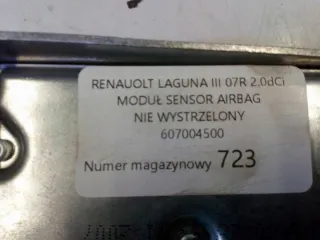 RENAUOLT LAGUNA III 07R 2.0dCi
MODUŁ SENSOR AIRBAG
NIE WYSTRZELONY
607004500
Numer magazynowy 723